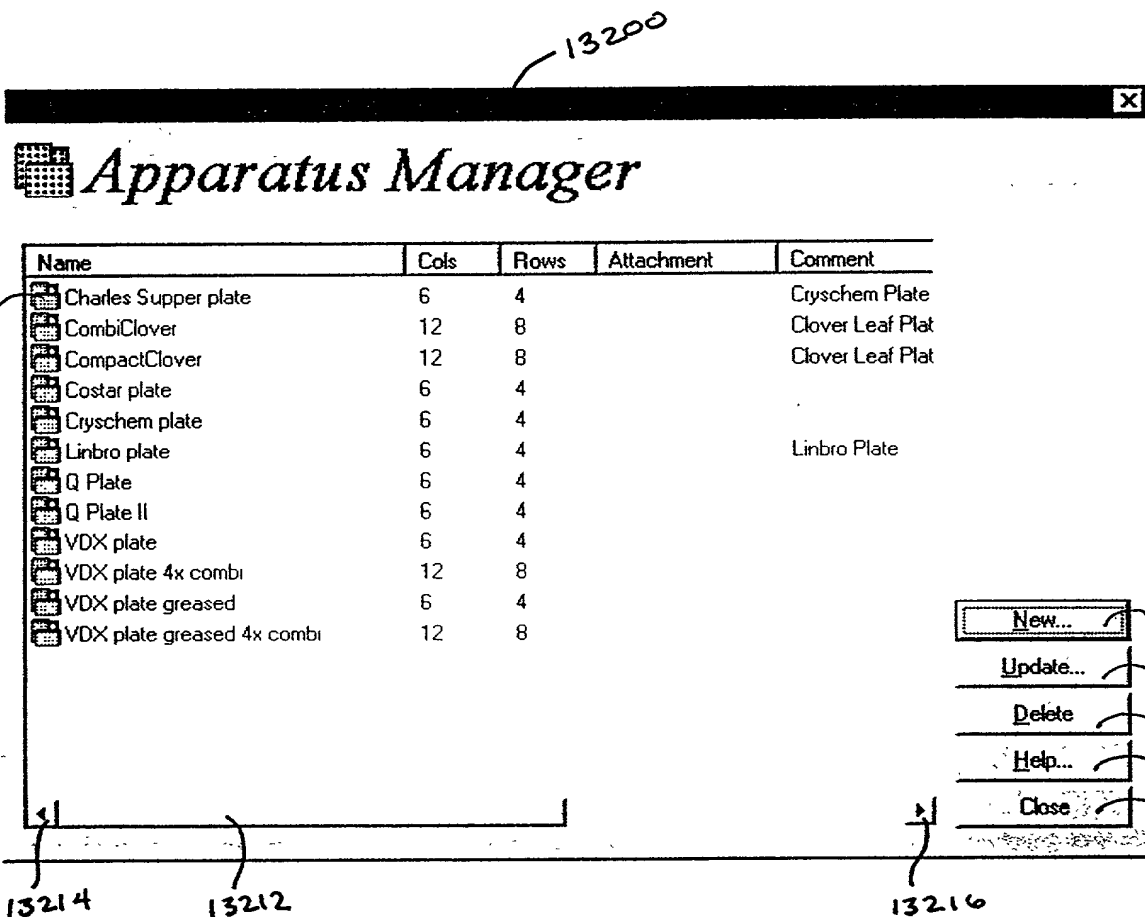 13200
Apparatus Manager
Name Cols Rows Attachment Comment
Charles Supper plate 6 4 Cryschem Plate
CombiClover 12 8 Clover Leaf Plat
CompactClover 12 8 Clover Leaf Plat
Costar plate 6 4
Cryschem plate 6 4
Linbro plate 6 4 Linbro Plate
Q Plate 6 4
Q Plate II 6 4
VDX plate 6 4
VDX plate 4x combi 12 8
VDX plate greased 6 4
VDX plate greased 4x combi 12 8
New...
Update...
Delete
Help...
Close
13214 13212 13216